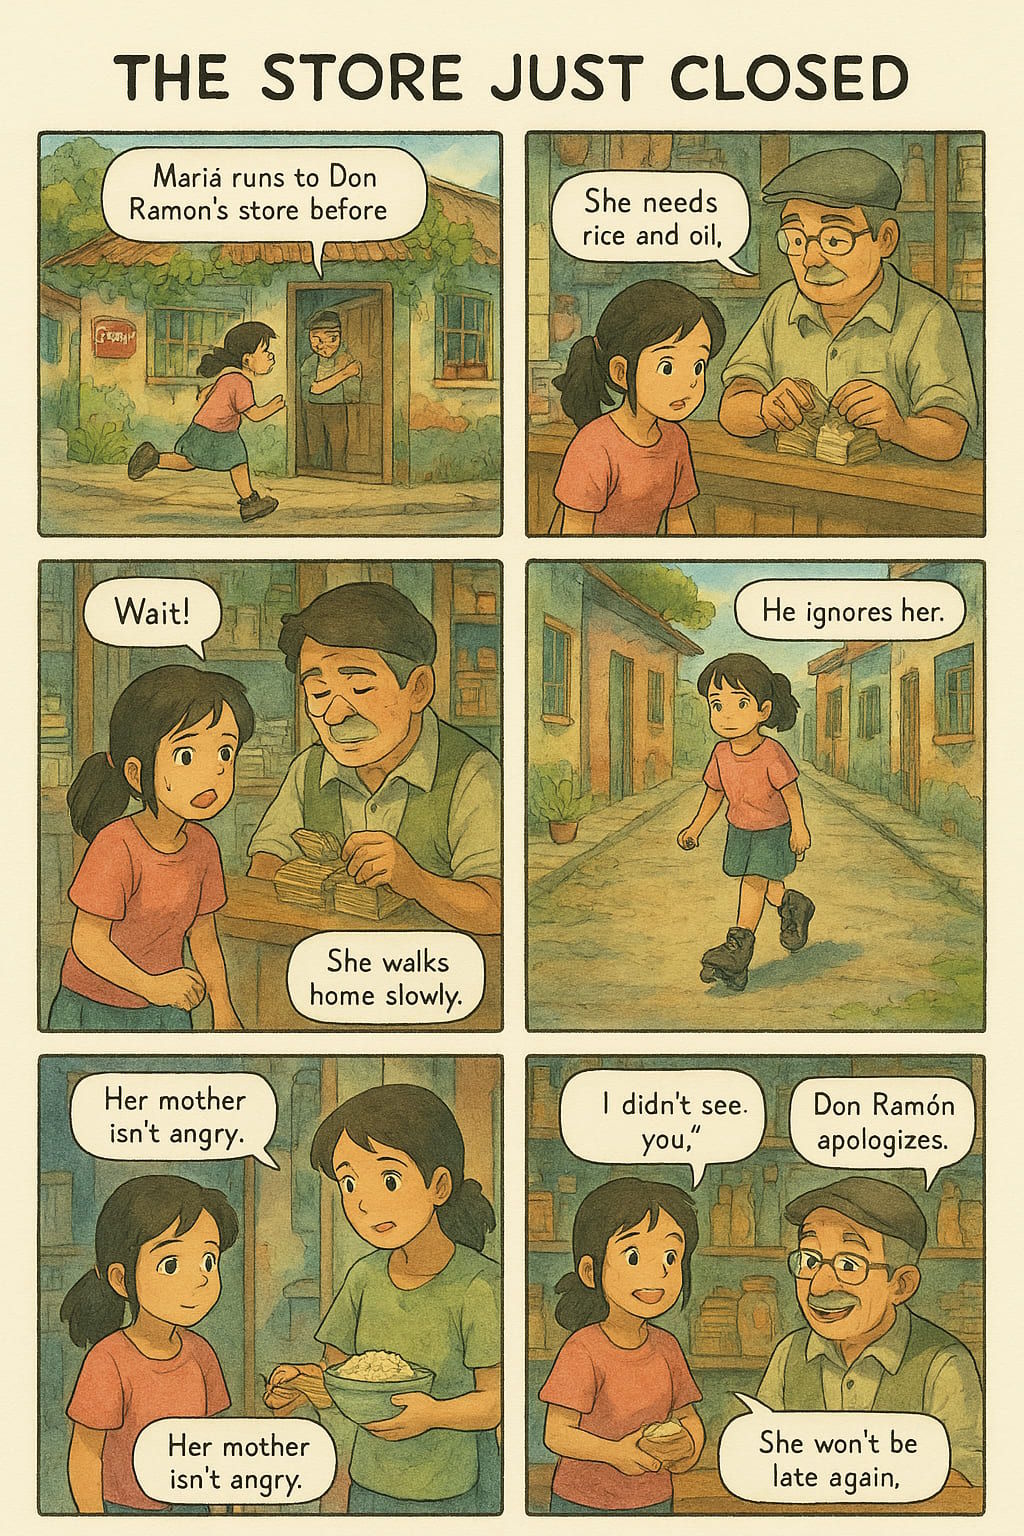 THE STORE JUST CLOSED
Mariá runs to Don
Ramon's store before
She needs
rice and oil,
Wait!
She walks
home slowly.
He ignores her.
Her mother
isn't angry.
Her mother
isn't angry.
I didn't see.
you,“
Don Ramón
apologizes.
She won't be
late again,